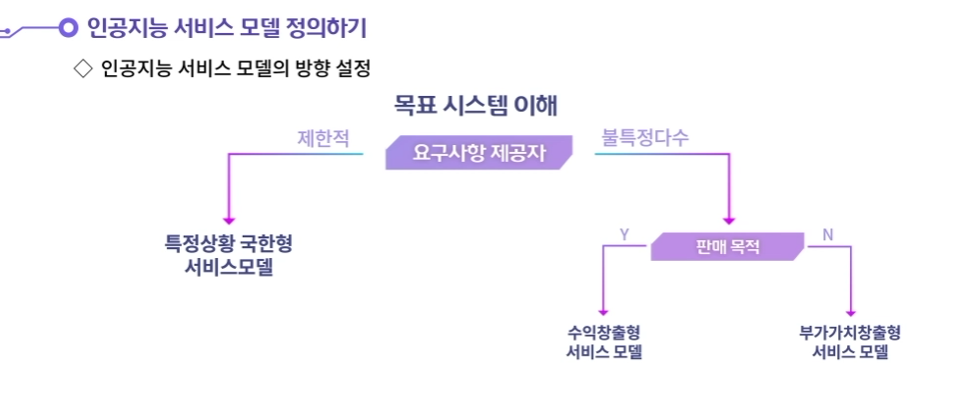 인공지능 서비스 모델 정의하기
◇ 인공지능 서비스 모델의 방향 설정
목표 시스템 이해
제한적
요구사항 제공자
불특정다수
특정상황 국한형
서비스모델
Y
판매 목적
N
수익창출형
서비스 모델
부가가치창출형
서비스 모델